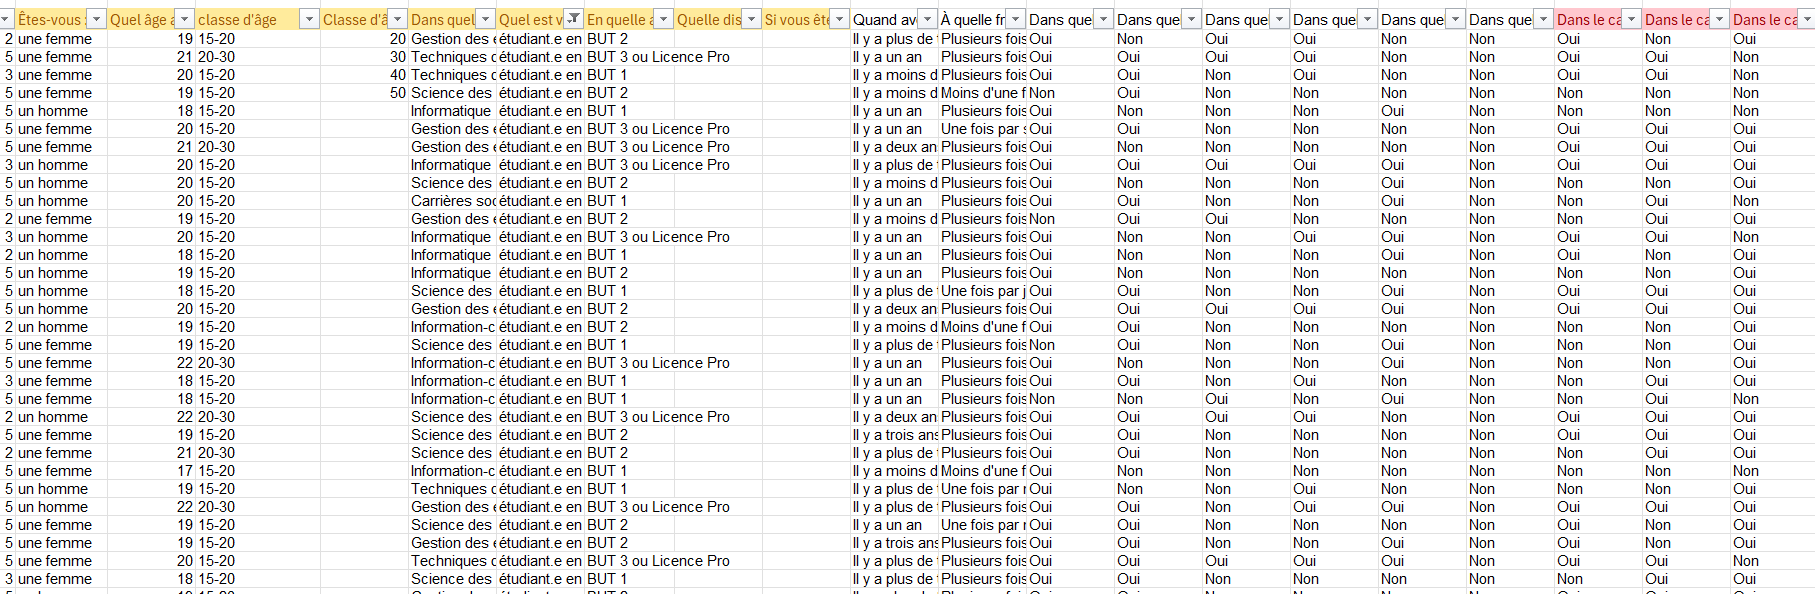 Êtes-vous : Quel âge a classe d'âge Classe d'â Dans quel Quel est v En quelle a Quelle dis Si vous ête Quand av À quelle fr Dans que Dans que Dans que Dans que Dans que Dans que Dans le ca Dans le ca Dans le ca
2 une femme 19 15-20 20 Gestion des étudiant.e en BUT 2 Il y a plus de Plusieurs fois Oui Non Oui Oui Non Non Oui Non Oui
5 une femme 21 20-30 30 Techniques étudiant.e en BUT 3 ou Licence Pro Il y a un an Plusieurs fois Oui Oui Oui Oui Non Non Oui Oui Non
3 une femme 20 15-20 40 Techniques étudiant.e en BUT 1 Il y a moins d Plusieurs fois Oui Oui Non Oui Non Non Oui Non Oui
5 une femme 19 15-20 50 Science des étudiant.e en BUT 2 Il y a moins d Moins d'une f Non Oui Non Non Non Non Non Non Non
5 un homme 18 15-20 Informatique étudiant.e en BUT 1 Il y a un an Plusieurs fois Oui Non Non Non Oui Non Oui Non Oui
5 une femme 20 15-20 Gestion des étudiant.e en BUT 3 ou Licence Pro Il y a un an Une fois par s Oui Oui Non Non Non Non Oui Oui Oui
5 une femme 21 20-30 Gestion des étudiant.e en BUT 3 ou Licence Pro Il y a deux an Plusieurs fois Oui Non Non Non Non Non Oui Oui Oui
3 un homme 20 15-20 Informatique étudiant.e en BUT 3 ou Licence Pro Il y a plus de Plusieurs fois Oui Oui Oui Oui Oui Non Oui Non Oui
5 un homme 20 15-20 Science des étudiant.e en BUT 2 Il y a moins d Plusieurs fois Oui Non Non Non Oui Non Non Non Oui
5 un homme 20 15-20 Carrières soc étudiant.e en BUT 1 Il y a un an Plusieurs fois Oui Non Non Non Oui Non Non Oui Non
2 une femme 19 15-20 Gestion des étudiant.e en BUT 2 Il y a moins d Plusieurs fois Non Oui Oui Non Non Non Non Oui Oui
3 un homme 20 15-20 Informatique étudiant.e en BUT 3 ou Licence Pro Il y a un an Plusieurs fois Oui Non Non Oui Oui Non Oui Oui Non
2 un homme 18 15-20 Informatique étudiant.e en BUT 1 Il y a un an Plusieurs fois Oui Non Non Non Oui Non Oui Non Oui
5 un homme 19 15-20 Informatique étudiant.e en BUT 2 Il y a un an Plusieurs fois Oui Non Non Non Non Non Non Non Oui
5 un homme 18 15-20 Science des étudiant.e en BUT 1 Il y a plus de Une fois par j Oui Oui Non Non Oui Non Oui Oui Oui
5 un homme 20 15-20 Gestion des étudiant.e en BUT 2 Il y a deux an Plusieurs fois Oui Oui Oui Oui Oui Non Oui Oui Oui
2 un homme 19 15-20 Information-c étudiant.e en BUT 2 Il y a moins d Moins d'une f Oui Oui Non Non Non Non Non Non Oui
5 une femme 18 15-20 Science des étudiant.e en BUT 1 Il y a plus de Plusieurs fois Non Oui Non Non Oui Non Non Non Oui
5 une femme 22 20-30 Information-c étudiant.e en BUT 3 ou Licence Pro Il y a un an Plusieurs fois Oui Non Non Non Oui Non Non Non Oui
3 une femme 18 15-20 Information-c étudiant.e en BUT 1 Il y a plus de Plusieurs fois Oui Oui Non Oui Non Non Non Oui Oui
5 une femme 18 15-20 Information-c étudiant.e en BUT 1 Il y a un an Plusieurs fois Non Non Oui Non Oui Non Non Oui Non
2 un homme 22 20-30 Science des étudiant.e en BUT 3 ou Licence Pro Il y a deux an Plusieurs fois Oui Oui Oui Oui Non Non Oui Oui Oui
5 une femme 19 15-20 Science des étudiant.e en BUT 2 Il y a trois ans Plusieurs fois Oui Oui Non Non Non Non Oui Oui Oui
2 une femme 21 20-30 Science des étudiant.e en BUT 2 Il y a plus de Plusieurs fois Oui Oui Non Non Oui Non Non Non Oui
5 une femme 17 15-20 Information-c étudiant.e en BUT 1 Il y a moins d Moins d'une f Oui Non Non Non Non Non Non Non Non
5 un homme 19 15-20 Techniques étudiant.e en BUT 1 Il y a plus de Une fois par Oui Non Non Oui Non Non Non Non Oui
5 un homme 22 20-30 Gestion des étudiant.e en BUT 3 ou Licence Pro Il y a plus de Plusieurs fois Oui Oui Non Oui Oui Non Oui Oui Oui
5 une femme 19 15-20 Science des étudiant.e en BUT 2 Il y a un an Une fois par Oui Oui Non Non Non Non Oui Non Oui
5 une femme 19 15-20 Gestion des étudiant.e en BUT 2 Il y a trois ans Plusieurs fois Oui Oui Non Non Oui Non Oui Non Oui
5 une femme 20 15-20 Techniques étudiant.e en BUT 3 ou Licence Pro Il y a plus de Plusieurs fois Oui Oui Oui Oui Oui Non Oui Oui Non
3 une femme 18 15-20 Science des étudiant.e en BUT 1 Il y a plus de Plusieurs fois Oui Oui Non Non Non Non Non Oui Oui